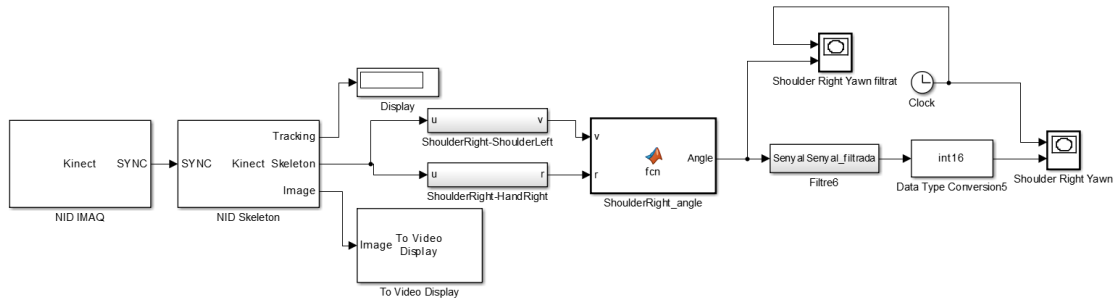 Kinect SYNC
NID IMAQ
SYNC Kinect Tracking
Skeleton
Image
NID Skeleton
Display
u v
ShoulderRight-ShoulderLeft
u r
ShoulderRight-HandRight
Image To Video
Display
To Video Display
v
r
fcn
Angle
ShoulderRight_angle
Shoulder Right Yawn filtrat
Clock
Senyal Senyal_filtrada
Filtre6
int16
Data Type Conversion5
Shoulder Right Yawn